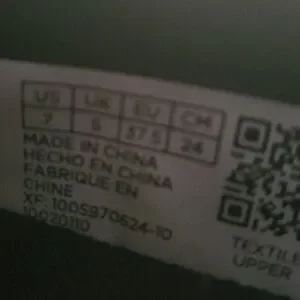 US UK EU CM
7 5 37.5 24
MADE IN CHINA
HECHO EN CHINA
FABRIQUE EN
CHINE
XF: 1005970624-10
10020110
TEXTILE
UPPER